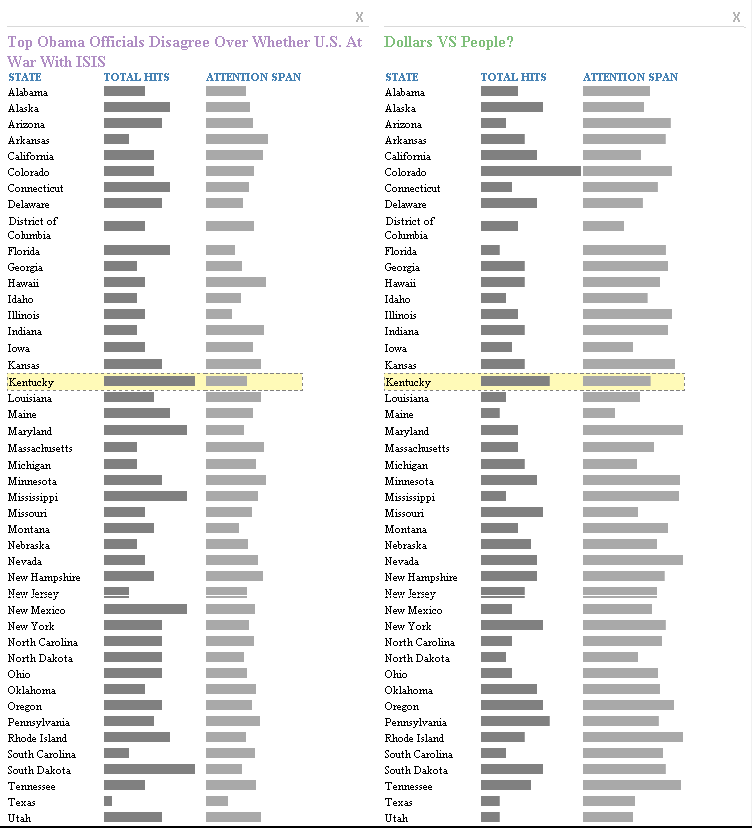 X
Top Obama Officials Disagree Over Whether U.S. At
War With ISIS
STATE TOTAL HITS ATTENTION SPAN
Alabama
Alaska
Arizona
Arkansas
California
Colorado
Connecticut
Delaware
District of
Columbia
Florida
Georgia
Hawaii
Idaho
Illinois
Indiana
Iowa
Kansas
Kentucky
Louisiana
Maine
Maryland
Massachusetts
Michigan
Minnesota
Mississippi
Missouri
Montana
Nebraska
Nevada
New Hampshire
New Jersey
New Mexico
New York
North Carolina
North Dakota
Ohio
Oklahoma
Oregon
Pennsylvania
Rhode Island
South Carolina
South Dakota
Tennessee
Texas
Utah
X
Dollars VS People?
STATE TOTAL HITS ATTENTION SPAN
Alabama
Alaska
Arizona
Arkansas
California
Colorado
Connecticut
Delaware
District of
Columbia
Florida
Georgia
Hawaii
Idaho
Illinois
Indiana
Iowa
Kansas
Kentucky
Louisiana
Maine
Maryland
Massachusetts
Michigan
Minnesota
Mississippi
Missouri
Montana
Nebraska
Nevada
New Hampshire
New Jersey
New Mexico
New York
North Carolina
North Dakota
Ohio
Oklahoma
Oregon
Pennsylvania
Rhode Island
South Carolina
South Dakota
Tennessee
Texas
Utah